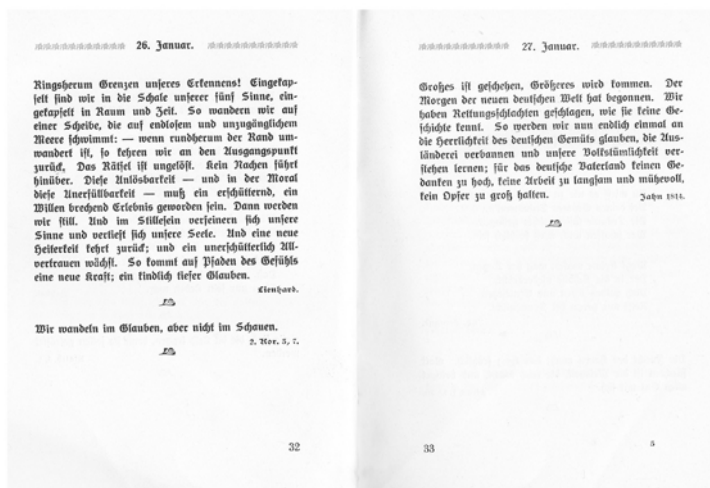 26. Januar.
Ringsherum Grenzen unseres Erkennens! Eingekap-
selt sind wir in die Schale unserer fünf Sinne, ein-
gekapselt in Raum und Zeit. So wandern wir auf
einer Scheibe, die auf endlosem und unzugänglichem
Meere schwimmt: — wenn rundherum der Rand um-
wandert ist, so kehren wir an den Ausgangspunkt
zurück. Das Rätsel ist ungelöst. Kein Nachen führt
hinüber. Diese Unlösbarkeit — und in der Moral
diese Unerfüllbarkeit — muß ein erschütternd, ein
Willen brechend Erlebnis geworden sein. Dann werden
wir still. Und im Stillesein verfeinern sich unsere
Sinne und vertieft sich unsere Seele. Und eine neue
Heiterkeit kehrt zurück; und ein unerschütterlich All-
vertrauen wächst. So kommt auf Pfaden des Gefühls
eine neue Kraft; ein kindlich tiefer Glauben.
Lienhard.
Wir wandeln im Glauben, aber nicht im Schauen.
2. Kor. 5, 7.
32
27. Januar.
Großes ist geschehen, Größeres wird kommen. Der
Morgen der neuen deutschen Welt hat begonnen. Wir
haben Rettungsschlachten geschlagen, wie sie keine Ge-
schichte kennt. So werden wir nun endlich einmal an
die Herrlichkeit des deutschen Gemüts glauben, die Aus-
länderei verbannen und unsere Volkstümlichkeit ver-
stehen lernen; für das deutsche Vaterland keinen Ge-
danken zu hoch, keine Arbeit zu langsam und mühevoll,
kein Opfer zu groß halten.
Jahn 1814.
33
5